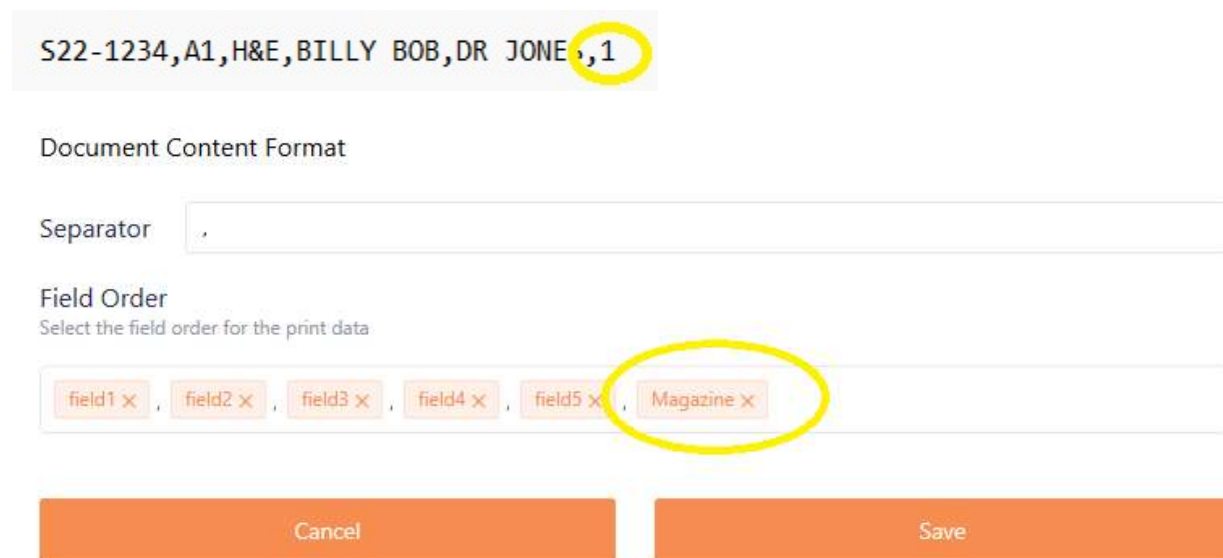 S22-1234,A1,H&E,BILLY BOB,DR JONES,1
Document Content Format
Separator ,
Field Order
Select the field order for the print data
field1 × , field2 × , field3 × , field4 × , field5 × , Magazine ×
Cancel Save